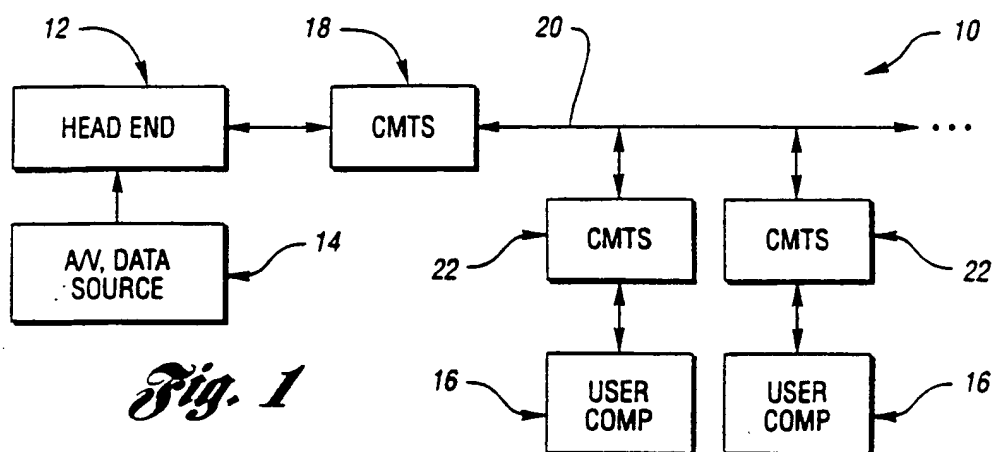 12
18
20
10
HEAD END
CMTS
...
A/V, DATA
SOURCE
14
22
CMTS
CMTS
22
Fig. 1
16
USER
COMP
USER
COMP
16